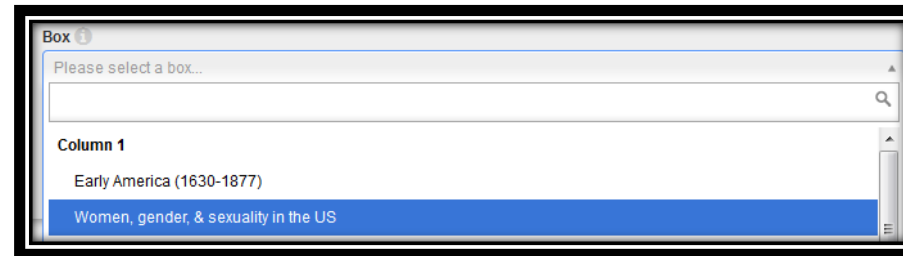 Box
Please select a box...
Column 1
Early America (1630-1877)
Women, gender, & sexuality in the US